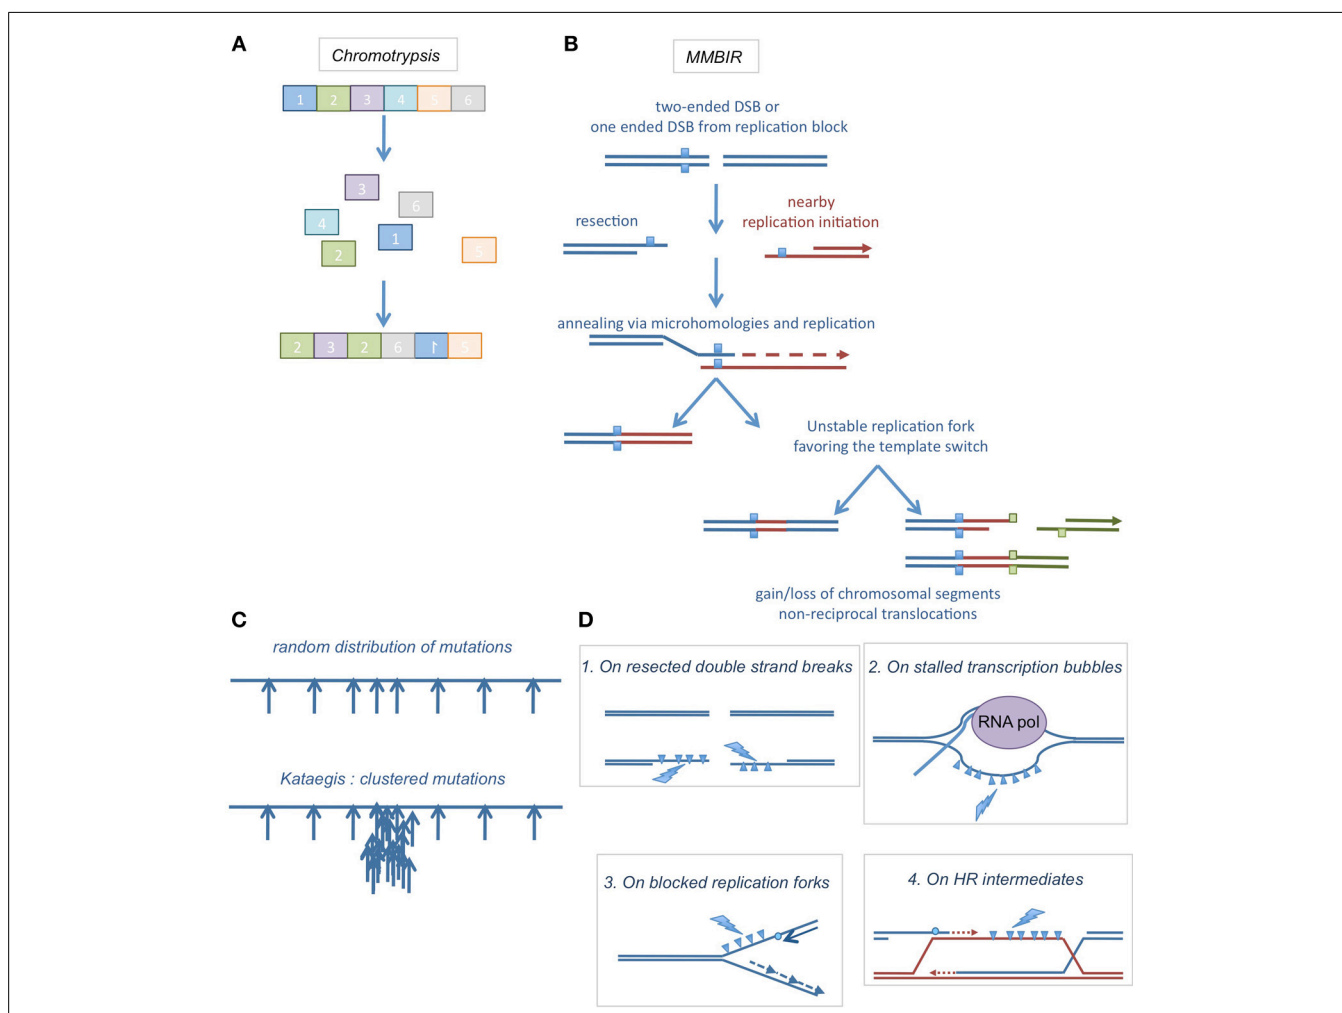 A
Chromotrypsis
1 2 3 4 5 6
3
6
4
1
2
5
2 3 2 6 1 5
B
MMBIR
two-ended DSB or
one ended DSB from replication block
nearby
resection
replication initiation
annealing via microhomologies and replication
Unstable replication fork
favoring the template switch
gain/loss of chromosomal segments
non-reciprocal translocations
C
random distribution of mutations
Kataegis : clustered mutations
D
1. On resected double strand breaks
2. On stalled transcription bubbles
RNA pol
3. On blocked replication forks
4. On HR intermediates